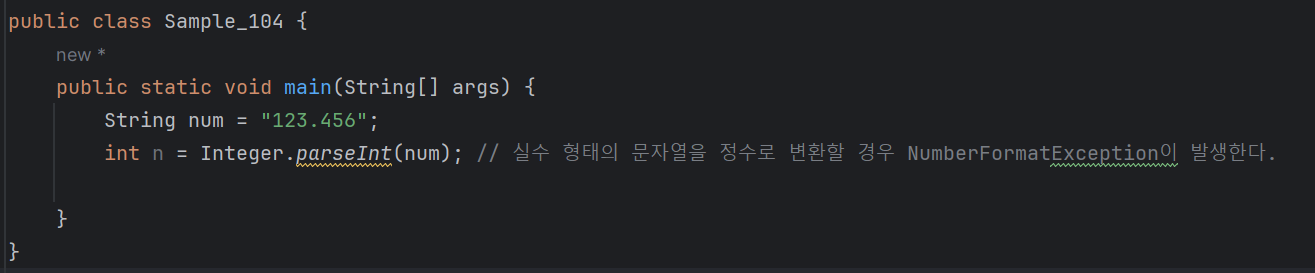 public class Sample_104 {
new *
public static void main(String[] args) {
String num = "123.456";
int n = Integer.parseInt(num); // 실수 형태의 문자열을 정수로 변환할 경우 NumberFormatException이 발생한다.
}
}